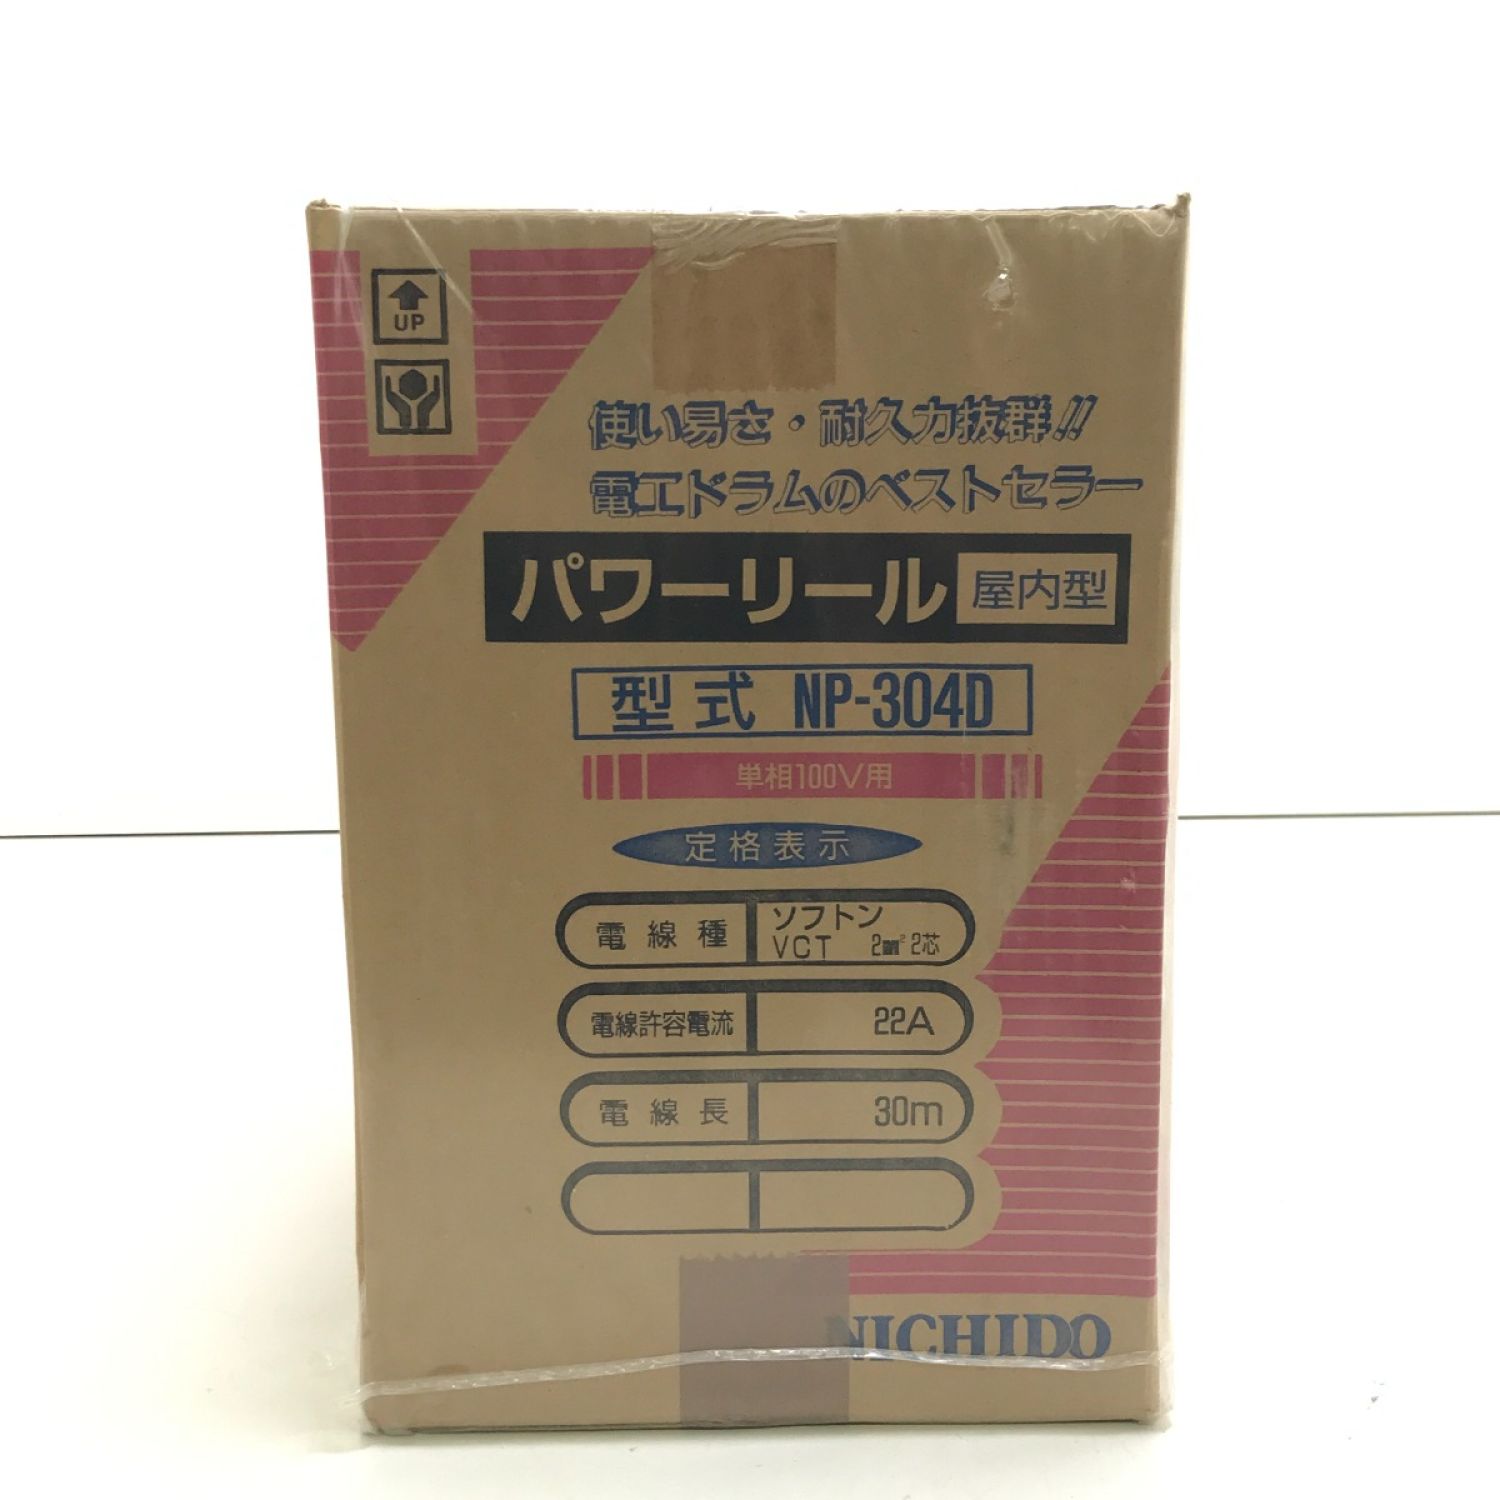 UP
使い易さ・耐久力抜群!!
電工ドラムのベストセラー
パワーリール 屋内型
型式 NP-304D
単相100V用
定格表示
電線種 ソフトン
VCT 2mm² 2芯
電線許容電流 22A
電線長 30m
NICHIDO